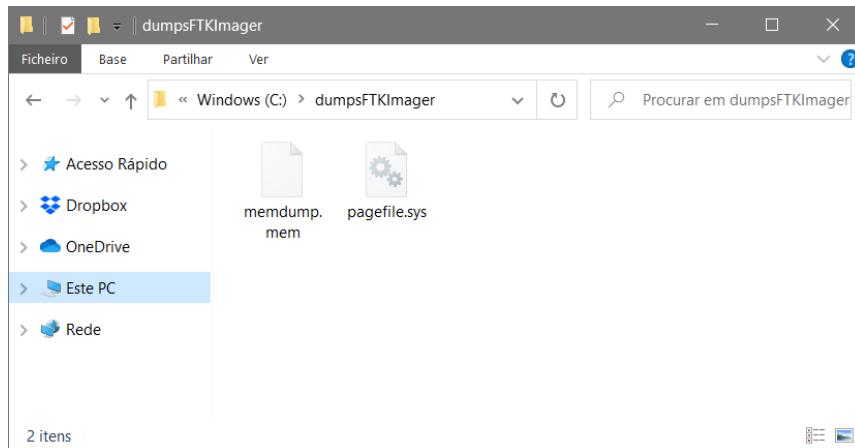 dumpsFTKImager
Ficheiro Base Partilhar Ver
« Windows (C:) > dumpsFTKImager
Procurar em dumpsFTKImager
Acesso Rápido
Dropbox
OneDrive
Este PC
Rede
memdump.
mem
pagefile.sys
2 itens